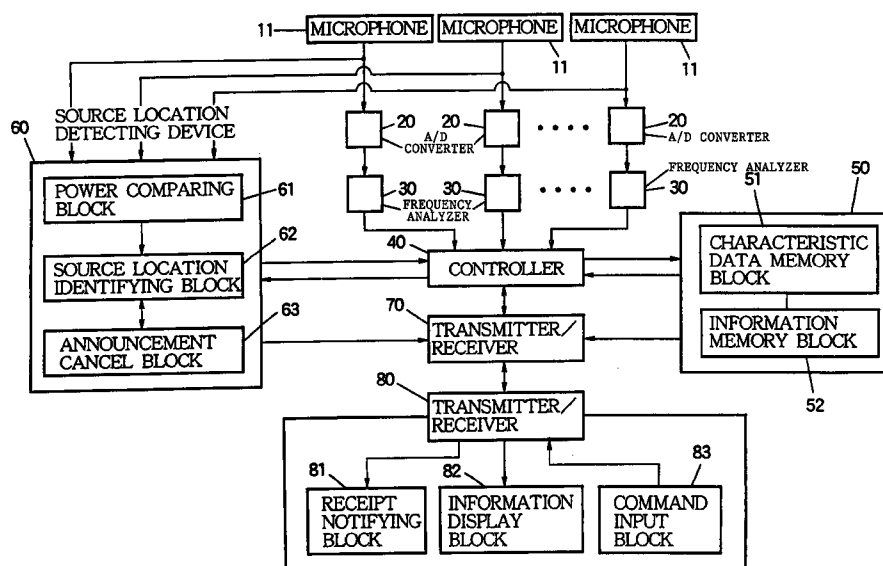 11 MICROPHONE MICROPHONE MICROPHONE
11 11
SOURCE LOCATION
DETECTING DEVICE
60
20 20 20
A/D CONVERTER
A/D CONVERTER
FREQUENCY ANALYZER
30 30 30
FREQUENCY
ANALYZER
POWER COMPARING
BLOCK
61
62
SOURCE LOCATION
IDENTIFYING BLOCK
63
ANNOUNCEMENT
CANCEL BLOCK
40
CONTROLLER
51
50
CHARACTERISTIC
DATA MEMORY
BLOCK
INFORMATION
MEMORY BLOCK
52
70
TRANSMITTER/
RECEIVER
80
TRANSMITTER/
RECEIVER
81
RECEIPT
NOTIFYING
BLOCK
82
INFORMATION
DISPLAY
BLOCK
83
COMMAND
INPUT
BLOCK